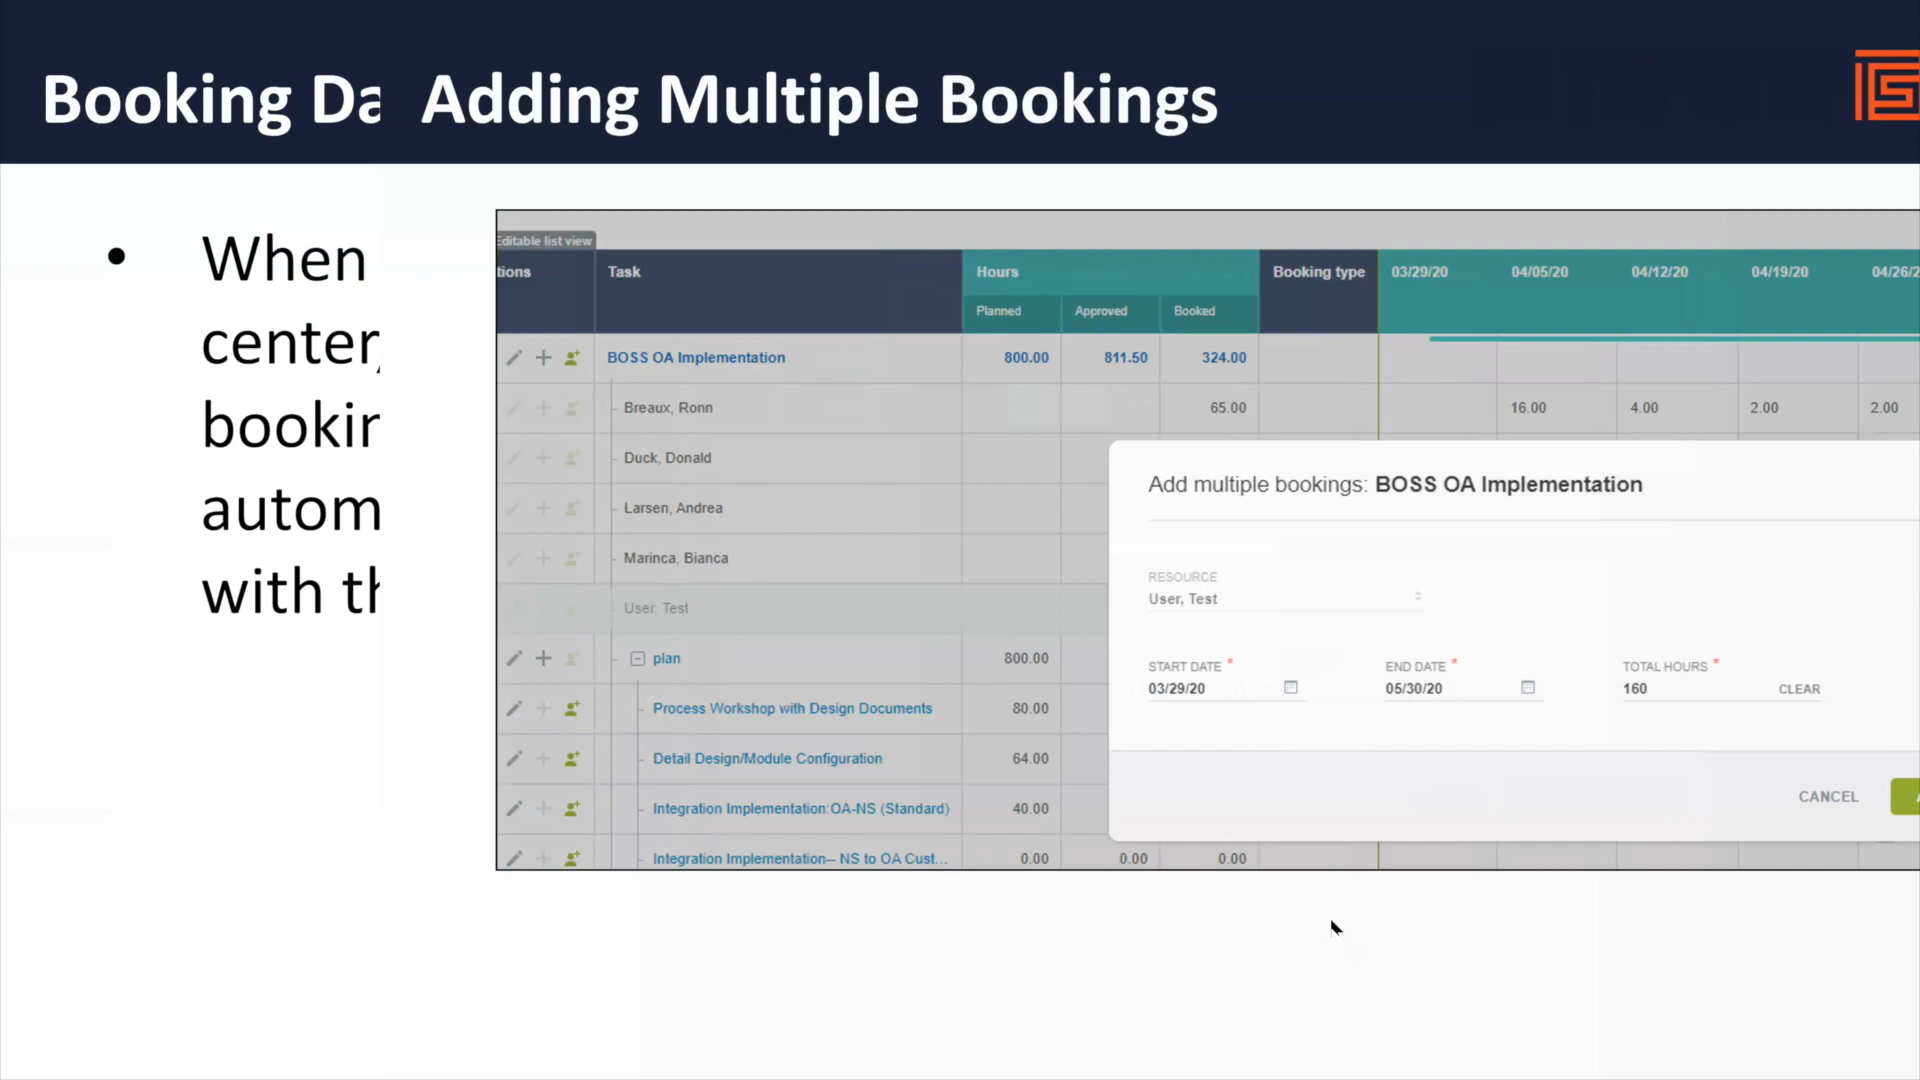 Booking Da
Adding Multiple Bookings
• When
center,
bookin
autom
with th
Editable list view
tions Task Hours Booking type 03/29/20 04/05/20 04/12/20 04/19/20 04/26/2
Planned Approved Booked
BOSS OA Implementation 800.00 811.50 324.00
Breaux, Ronn 65.00 16.00 4.00 2.00 2.00
Duck, Donald
Larsen, Andrea
Marinca, Bianca
User, Test
plan 800.00
Process Workshop with Design Documents 80.00
Detail Design/Module Configuration 64.00
Integration Implementation:OA-NS (Standard) 40.00
Integration Implementation-- NS to OA Cust... 0.00 0.00 0.00
Add multiple bookings: BOSS OA Implementation
RESOURCE
User, Test
START DATE * END DATE * TOTAL HOURS *
03/29/20 05/30/20 160 CLEAR
CANCEL